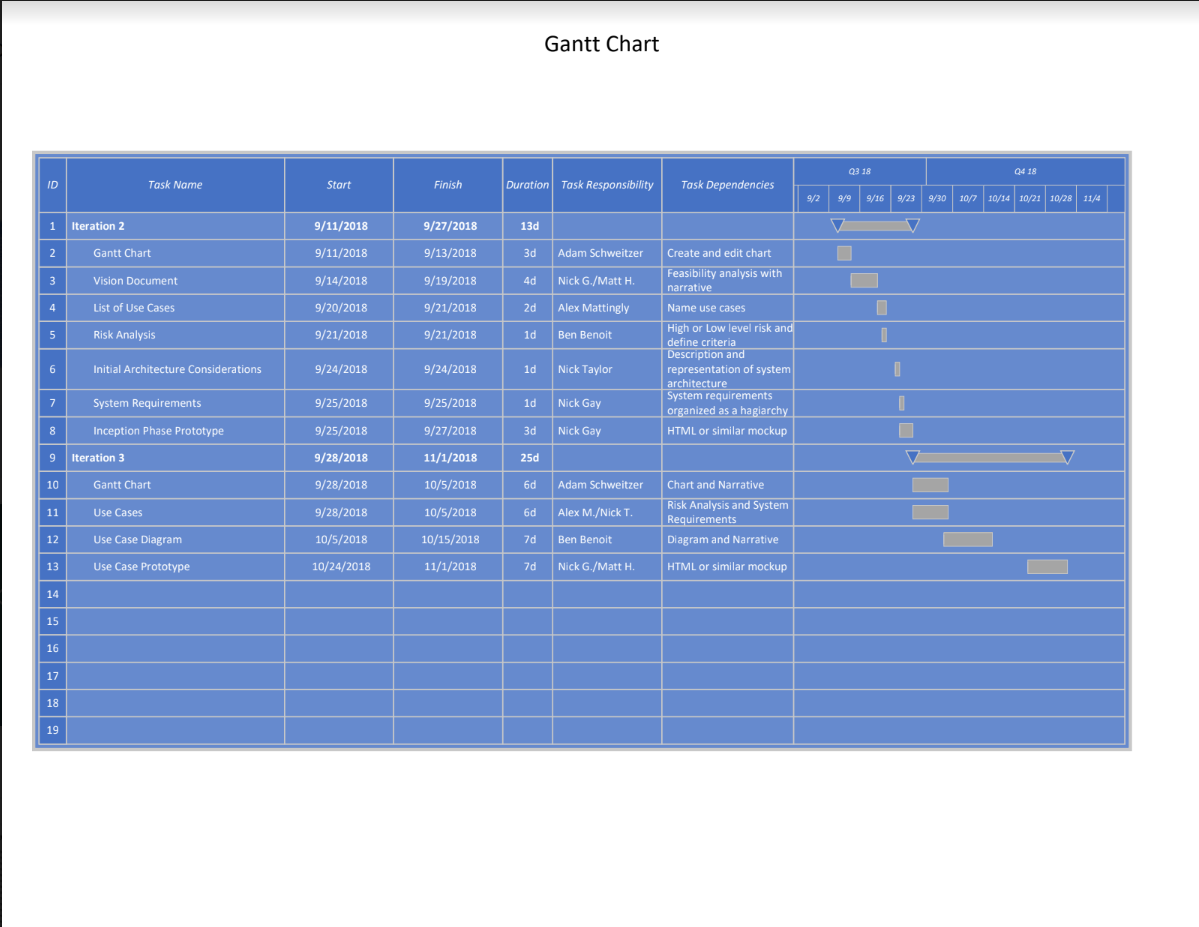 Gantt Chart
ID Task Name Start Finish Duration Task Responsibility Task Dependencies Q3 18 Q4 18
9/2 9/9 9/16 9/23 9/30 10/7 10/14 10/21 10/28 11/4
1 Iteration 2 9/11/2018 9/27/2018 13d
2 Gantt Chart 9/11/2018 9/13/2018 3d Adam Schweitzer Create and edit chart
3 Vision Document 9/14/2018 9/19/2018 4d Nick G./Matt H. Feasibility analysis with
narrative
4 List of Use Cases 9/20/2018 9/21/2018 2d Alex Mattingly Name use cases
5 Risk Analysis 9/21/2018 9/21/2018 1d Ben Benoit High or Low level risk and
define criteria
6 Initial Architecture Considerations 9/24/2018 9/24/2018 1d Nick Taylor Description and
representation of system
architecture
7 System Requirements 9/25/2018 9/25/2018 1d Nick Gay System requirements
organized as a hagiarchy
8 Inception Phase Prototype 9/25/2018 9/27/2018 3d Nick Gay HTML or similar mockup
9 Iteration 3 9/28/2018 11/1/2018 25d
10 Gantt Chart 9/28/2018 10/5/2018 6d Adam Schweitzer Chart and Narrative
11 Use Cases 9/28/2018 10/5/2018 6d Alex M./Nick T. Risk Analysis and System
Requirements
12 Use Case Diagram 10/5/2018 10/15/2018 7d Ben Benoit Diagram and Narrative
13 Use Case Prototype 10/24/2018 11/1/2018 7d Nick G./Matt H. HTML or similar mockup
14
15
16
17
18
19